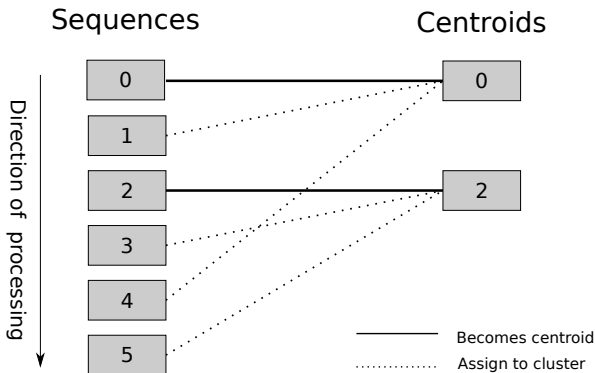 Sequences
Centroids
Direction of processing
0
0
1
2
2
3
4
5
Becomes centroid
Assign to cluster